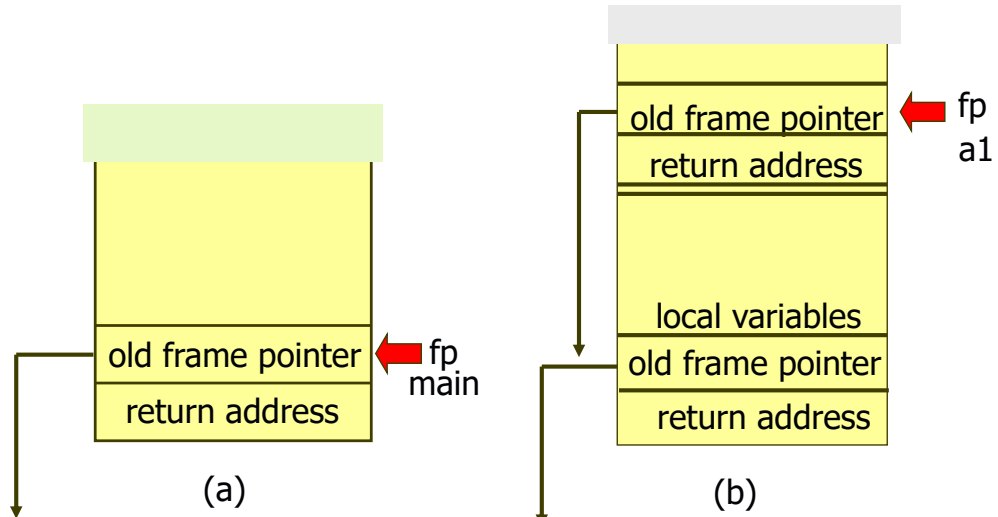 old frame pointer
fp
main
return address
(a)
old frame pointer
fp
a1
return address
local variables
old frame pointer
return address
(b)